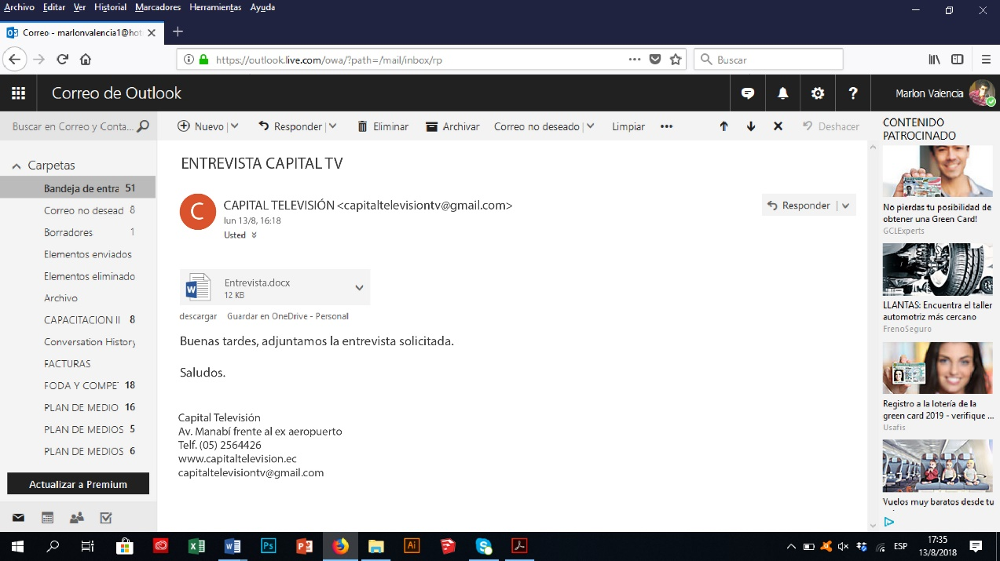 Archivo Editar Ver Historial Marcadores Herramientas Ayuda
Correo - marlonvalencia1@hot
https://outlook.live.com/owa/?path=/mail/inbox/rp
Buscar
Correo de Outlook
Marlon Valencia
Buscar en Correo y Conta...
Nuevo
Responder
Eliminar
Archivar
Correo no deseado
Limpiar
Deshacer
Carpetas
Bandeja de entra 51
Correo no desead 8
Borradores 1
Elementos enviados
Elementos eliminado
Archivo
CAPACITACION II 8
Conversation History
FACTURAS
FODA Y COMPE 18
PLAN DE MEDIO 16
PLAN DE MEDIOS 5
PLAN DE MEDIOS 6
Actualizar a Premium
ENTREVISTA CAPITAL TV
C
CAPITAL TELEVISIÓN <capitaltelevisiontv@gmail.com>
lun 13/8, 16:18
Usted
Responder
Entrevista.docx
12 KB
descargar Guardar en OneDrive - Personal
Buenas tardes, adjuntamos la entrevista solicitada.
Saludos.
Capital Televisión
Av. Manabí frente al ex aeropuerto
Telf. (05) 2564426
www.capitaltelevision.ec
capitaltelevisiontv@gmail.com
CONTENIDO
PATROCINADO
No pierdas tu posibilidad de
obtener una Green Card!
GCLExperts
LLANTAS: Encuentra el taller
automotriz más cercano
FrenoSeguro
Registro a la lotería de la
green card 2019 - verifique ...
Usafis
Vuelos muy baratos desde tu
ESP
17:35
13/8/2018